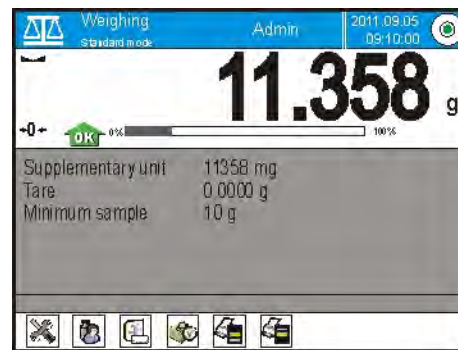 Weighing
Standard mode
Admin
2011.09.05
09:10:00
11.358 g
+0+
OK
0%
100%
Supplementary unit 11358 mg
Tare 0.0000 g
Minimum sample 10 g